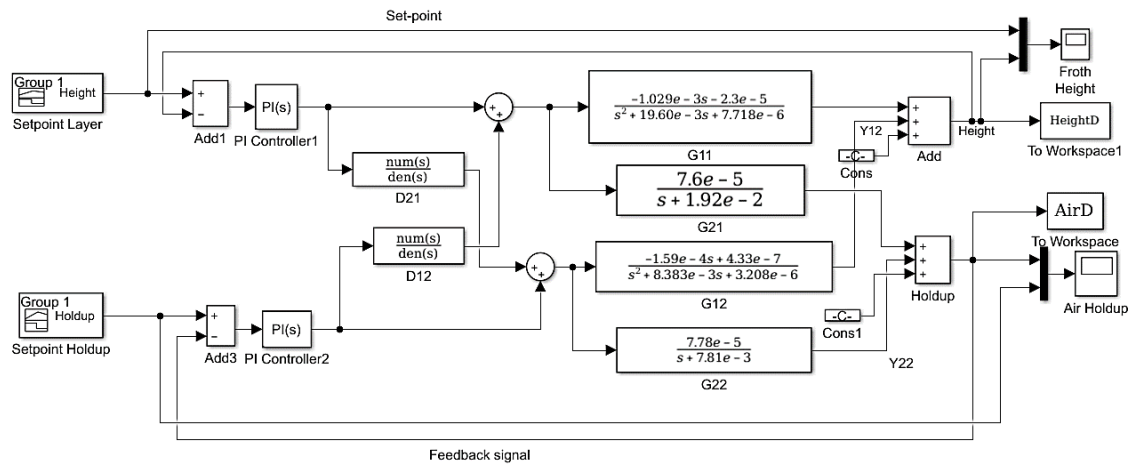 Set-point
Group 1
Height
Setpoint Layer
+
−
Add1
PI(s)
PI Controller1
+
+
−1.029e − 3s − 2.3e − 5
s² + 19.60e − 3s + 7.718e − 6
G11
Y12
+
+
+
Add
Height
-C-
Cons
Froth
Height
HeightD
To Workspace1
num(s)
den(s)
D21
7.6e − 5
s + 1.92e − 2
G21
AirD
To Workspace
num(s)
den(s)
D12
+
+
−1.59e − 4s + 4.33e − 7
s² + 8.383e − 3s + 3.208e − 6
G12
+
+
+
Holdup
-C-
Cons1
Air Holdup
Group 1
Holdup
Setpoint Holdup
+
−
Add3
PI(s)
PI Controller2
7.78e − 5
s + 7.81e − 3
G22
Y22
Feedback signal